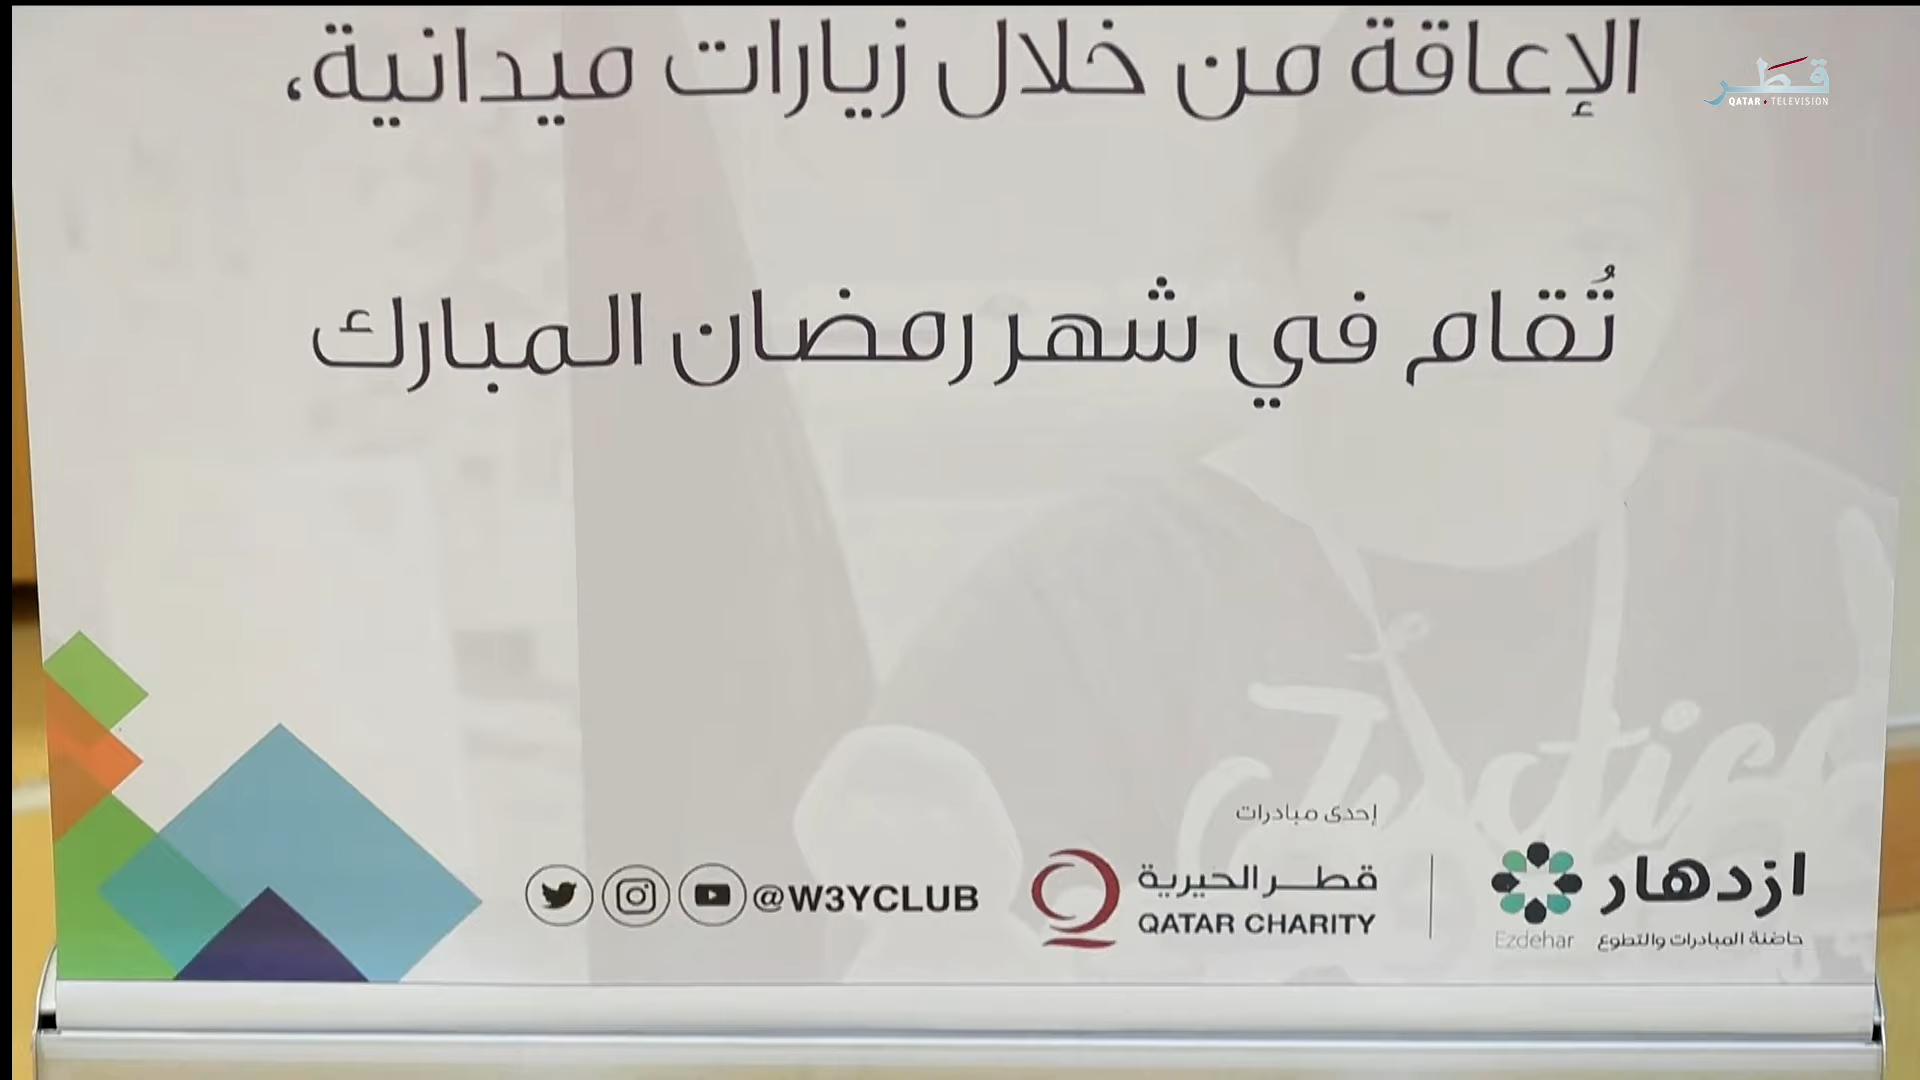 الإعاقة من خلال زيارات ميدانية،
قطر
QATAR TELEVISION
تُقام في شهر رمضان المبارك
إحدى مبادرات
ازدهار
قطر الخيرية
@W3YCLUB
QATAR CHARITY
حاضنة المبادرات والتطوع
Ezdehar